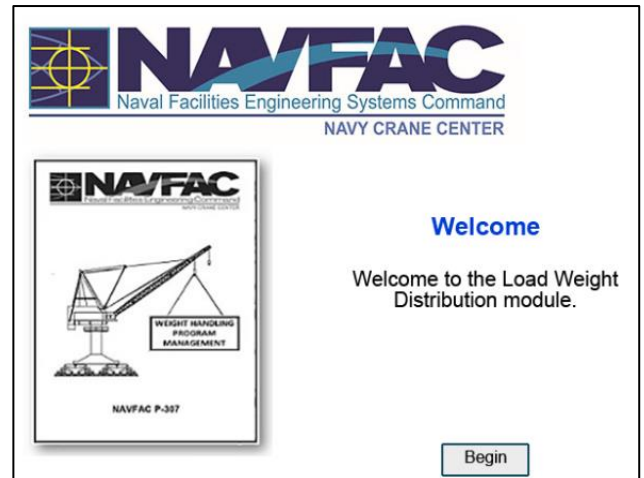 NAVFAC
Naval Facilities Engineering Systems Command
NAVY CRANE CENTER
NAVFAC
Naval Facilities Engineering Command
NAVY CRANE CENTER
WEIGHT HANDLING
PROGRAM
MANAGEMENT
NAVFAC P-307
Welcome
Welcome to the Load Weight
Distribution module.
Begin